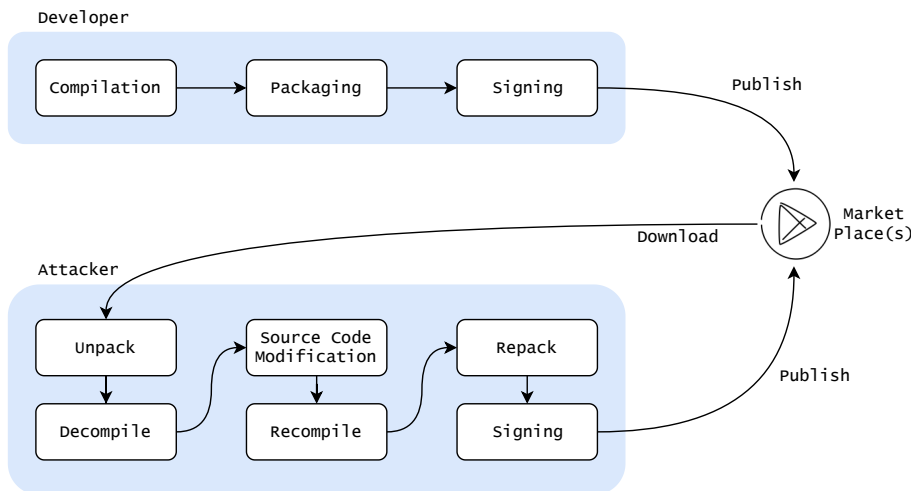 Developer
Compilation
Packaging
Signing
Publish
Market
Place(s)
Download
Attacker
Unpack
Source Code
Modification
Repack
Publish
Decompile
Recompile
Signing